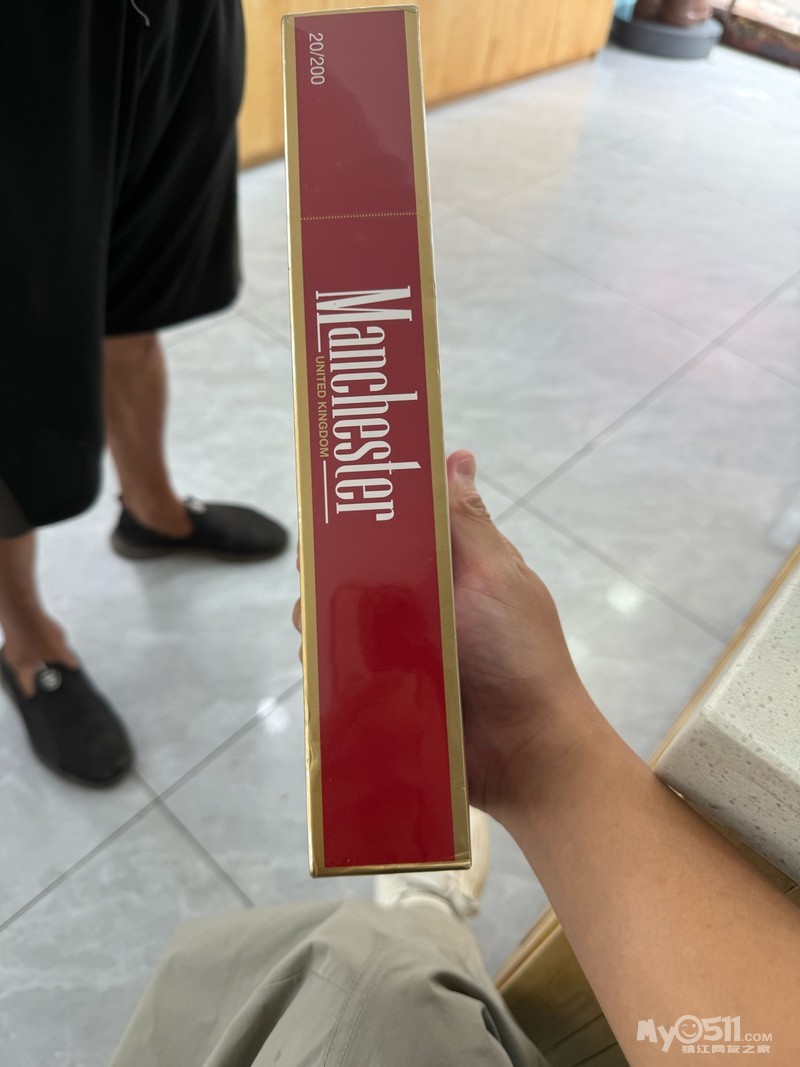 20/200
Manchester
UNITED KINGDOM
My0511.COM
镇江网友之家